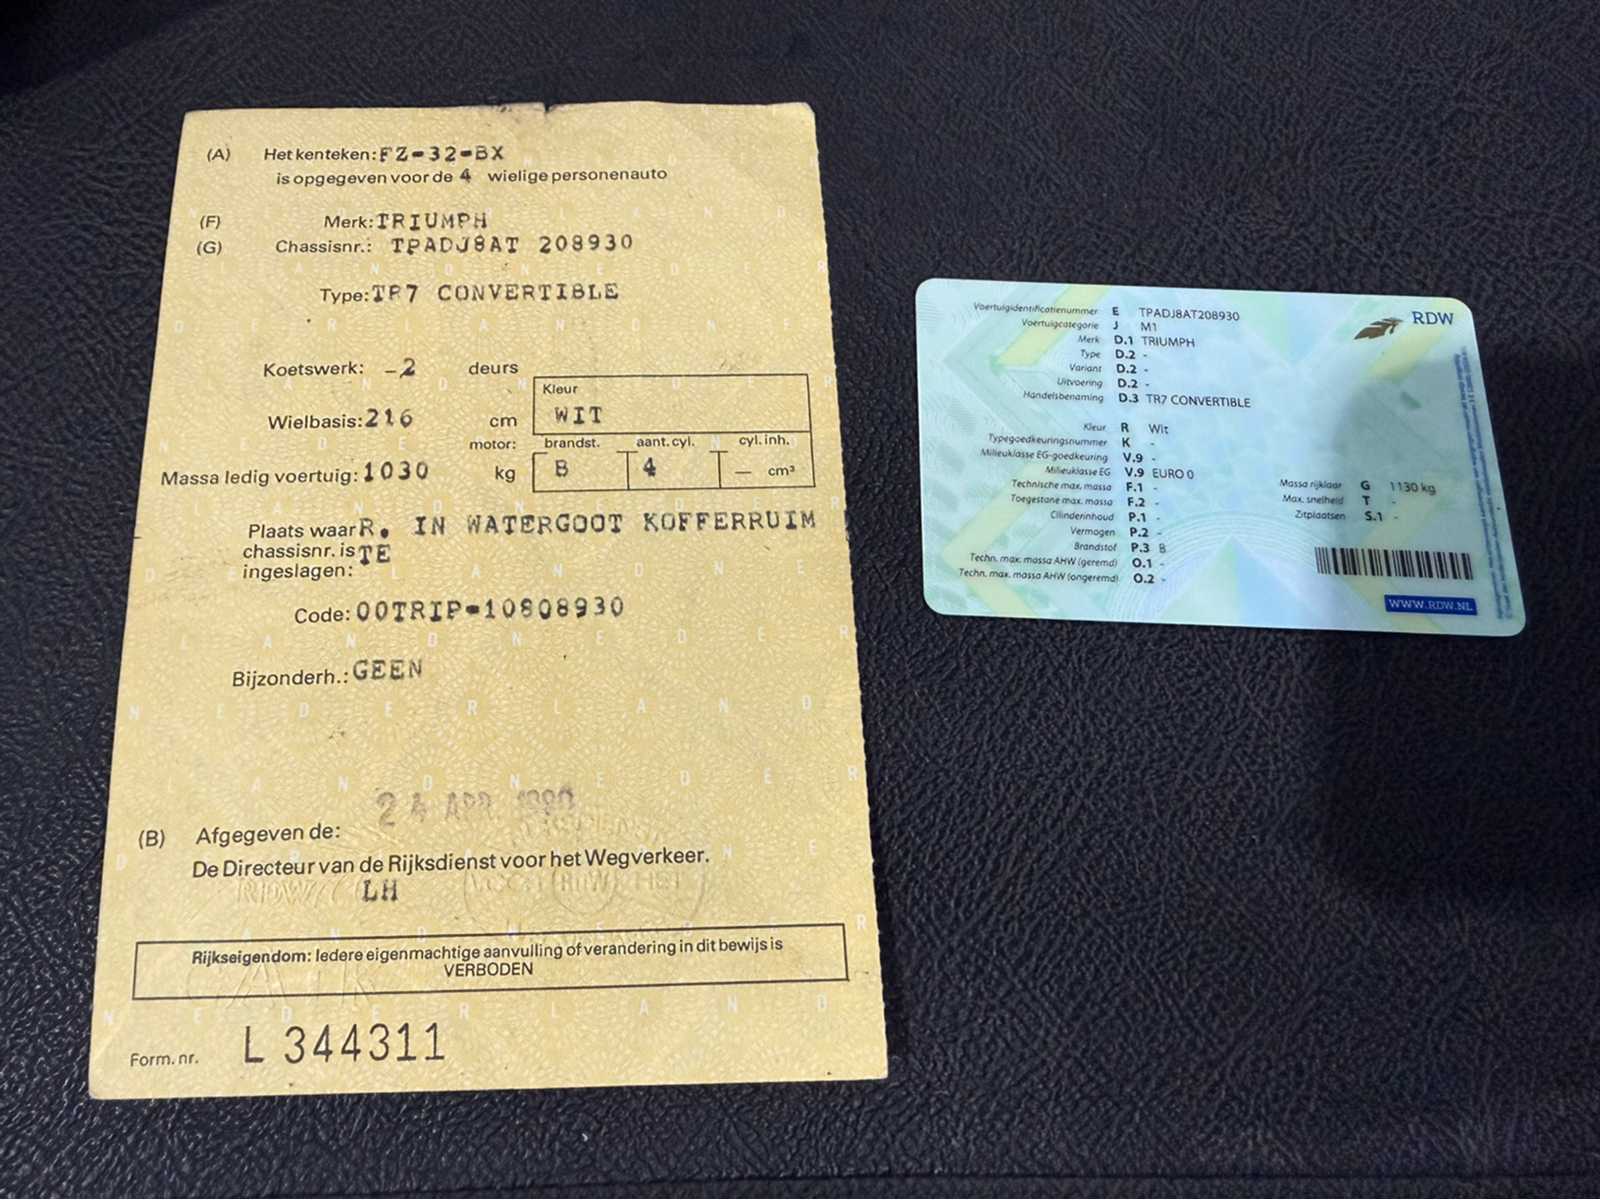 (A) Het kenteken: FZ-32-BX
is opgegeven voor de 4 wielige personenauto
(F) Merk: TRIUMPH
(G) Chassisnr.: TPADJ8AT 208930
Type: TR7 CONVERTIBLE
Koetswerk: -2 deurs
Kleur
WIT
Wielbasis: 216 cm
motor: brandst. aant. cyl. cyl. inh.
Massa ledig voertuig: 1030 kg B 4 — cm³
Plaats waar R. IN WATERGOOT KOFFERRUIM
chassisnr. is TE
ingeslagen:
Code: 00TRIP-10808930
Bijzonderh.: GEEN
24 APR. 1990
(B) Afgegeven de:
De Directeur van de Rijksdienst voor het Wegverkeer.
LH
Rijkseigendom: Iedere eigenmachtige aanvulling of verandering in dit bewijs is
VERBODEN
Form. nr. L 344311
RDW
Voertuigidentificatienummer E TPADJ8AT208930
Voertuigcategorie J M1
Merk D.1 TRIUMPH
Type D.2 -
Variant D.2 -
Uitvoering D.2 -
Handelsbenaming D.3 TR7 CONVERTIBLE
Kleur R Wit
Typegoedkeuringsnummer K -
Milieuklasse EG-goedkeuring V.9 -
Milieuklasse EG V.9 EURO 0
Technische max. massa F.1 -
Toegestane max. massa F.2 -
Cilinderinhoud P.1 -
Vermogen P.2 -
Brandstof P.3 B
Techn. max. massa AHW (geremd) O.1 -
Techn. max. massa AHW (ongeremd) O.2 -
Massa rijklaar G 1130 kg
Max. snelheid T -
Zitplaatsen S.1 -
WWW.RDW.NL